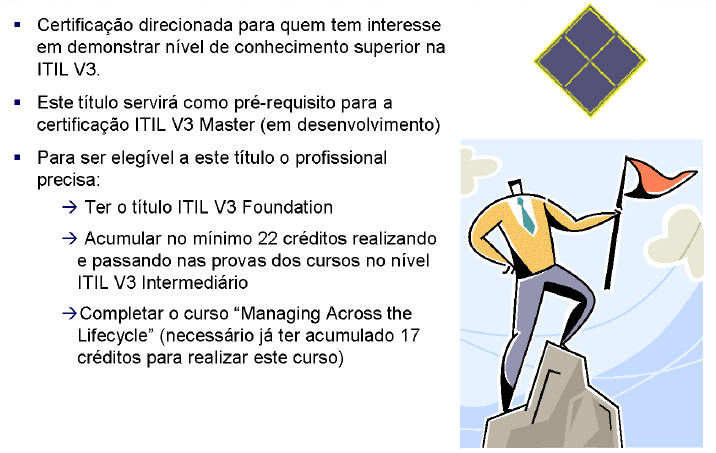 ▪ Certificação direcionada para quem tem interesse
em demonstrar nível de conhecimento superior na
ITIL V3.
▪ Este título servirá como pré-requisito para a
certificação ITIL V3 Master (em desenvolvimento)
▪ Para ser elegível a este título o profissional
precisa:
→ Ter o título ITIL V3 Foundation
→ Acumular no mínimo 22 créditos realizando
e passando nas provas dos cursos no nível
ITIL V3 Intermediário
→Completar o curso “Managing Across the
Lifecycle” (necessário já ter acumulado 17
créditos para realizar este curso)